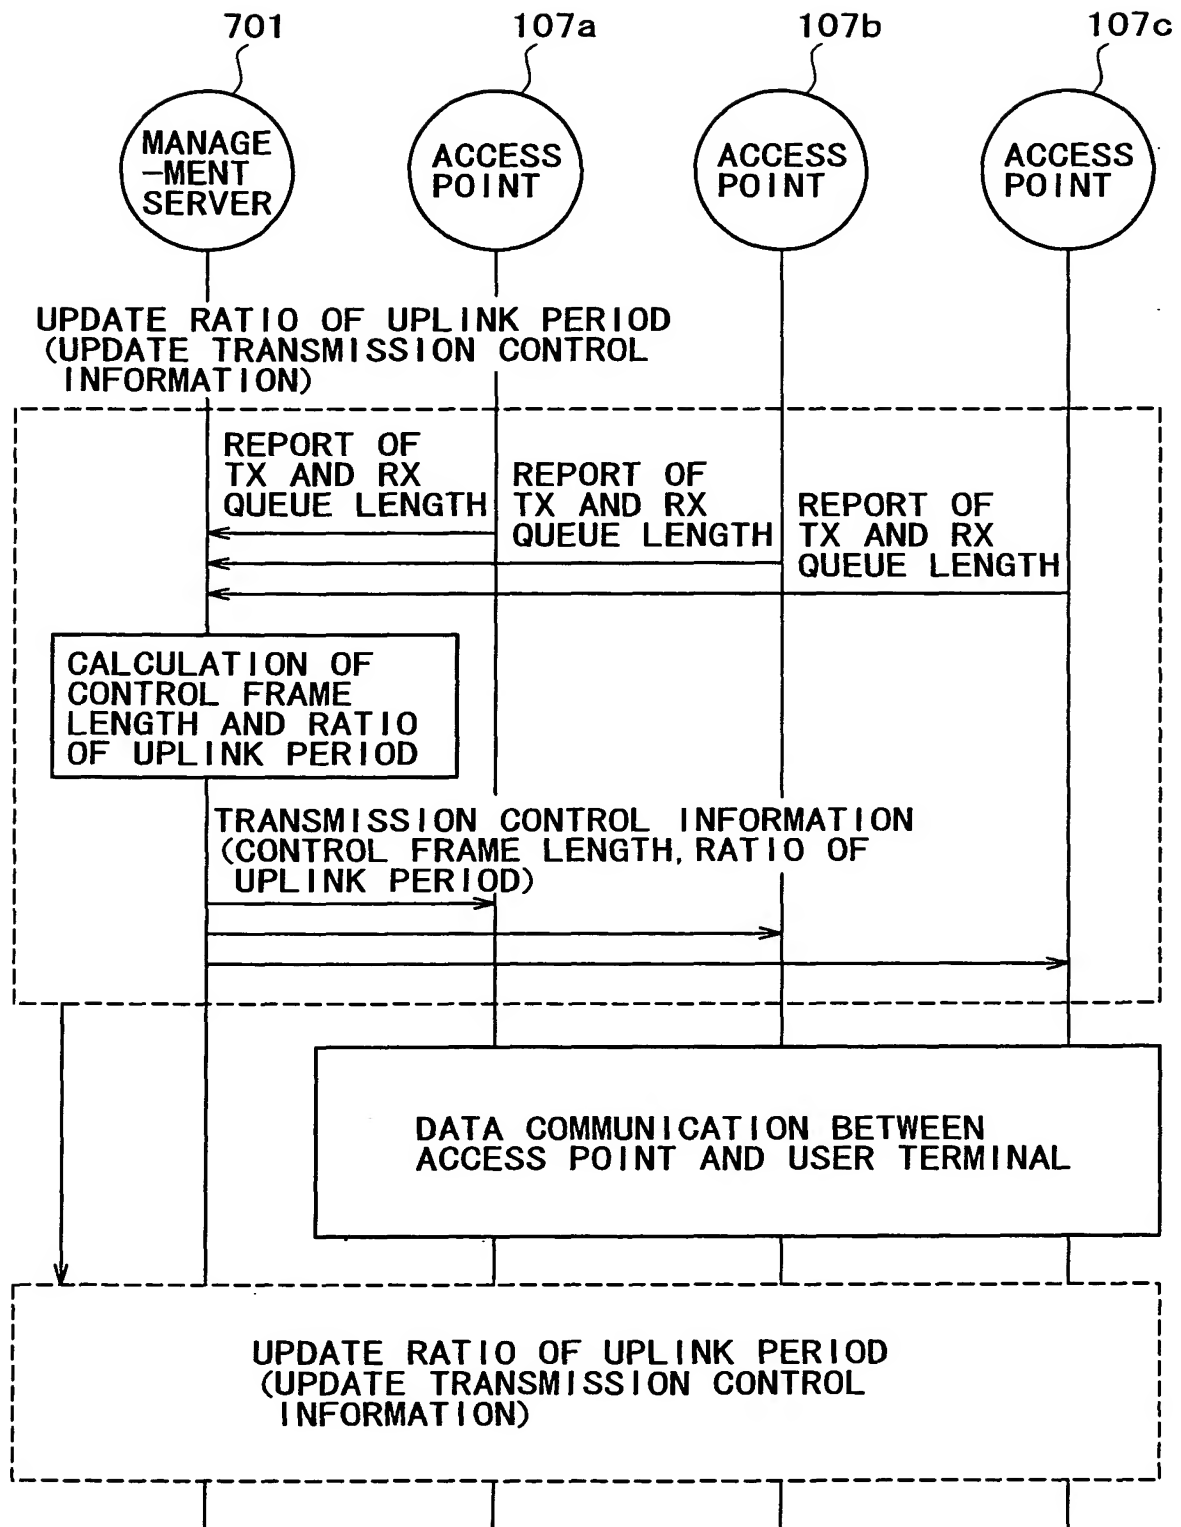 701
107a
107b
107c
MANAGE
-MENT
SERVER
ACCESS
POINT
ACCESS
POINT
ACCESS
POINT
UPDATE RATIO OF UPLINK PERIOD
(UPDATE TRANSMISSION CONTROL
INFORMATION)
REPORT OF
TX AND RX
QUEUE LENGTH
REPORT OF
TX AND RX
QUEUE LENGTH
REPORT OF
TX AND RX
QUEUE LENGTH
CALCULATION OF
CONTROL FRAME
LENGTH AND RATIO
OF UPLINK PERIOD
TRANSMISSION CONTROL INFORMATION
(CONTROL FRAME LENGTH, RATIO OF
UPLINK PERIOD)
DATA COMMUNICATION BETWEEN
ACCESS POINT AND USER TERMINAL
UPDATE RATIO OF UPLINK PERIOD
(UPDATE TRANSMISSION CONTROL
INFORMATION)